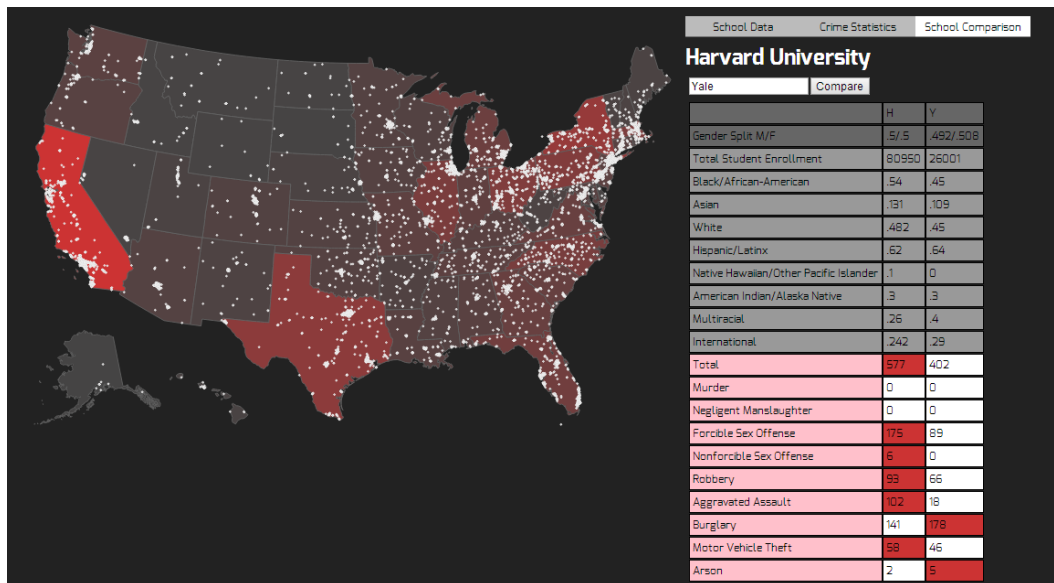 School Data Crime Statistics School Comparison
Harvard University
Yale Compare
H Y
Gender Split M/F .5/.5 .492/.508
Total Student Enrollment 80950 26001
Black/African-American .54 .45
Asian .131 .109
White .482 .45
Hispanic/Latinx .62 .64
Native Hawaiian/Other Pacific Islander .1 0
American Indian/Alaska Native .3 .3
Multiracial .26 .4
International .242 .29
Total 577 402
Murder 0 0
Negligent Manslaughter 0 0
Forcible Sex Offense 175 89
Nonforcible Sex Offense 6 0
Robbery 93 66
Aggravated Assault 102 18
Burglary 141 178
Motor Vehicle Theft 58 46
Arson 2 5